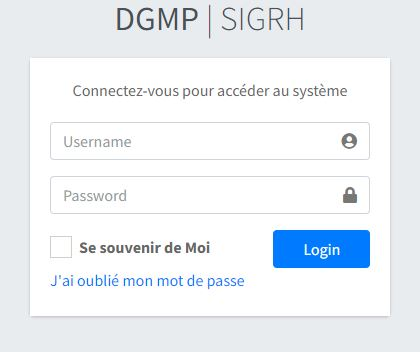 DGMP | SIGRH
Connectez-vous pour accéder au système
Username
Password
Se souvenir de Moi
Login
J'ai oublié mon mot de passe